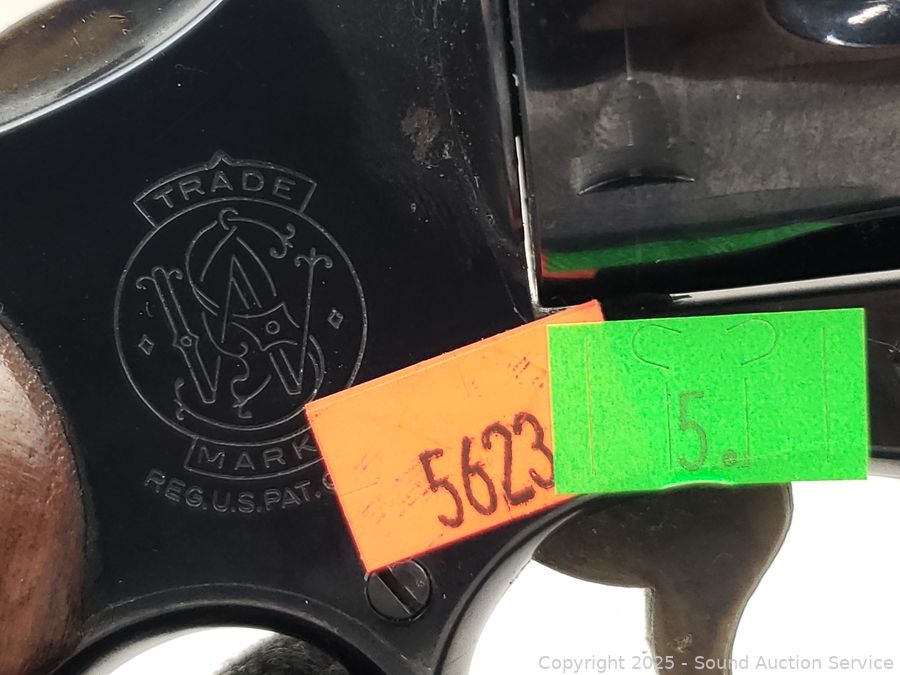 TRADE
S
W
MARK
REG.U.S.PAT.
5623
5.
Copyright © 2025 - Sound Auction Service